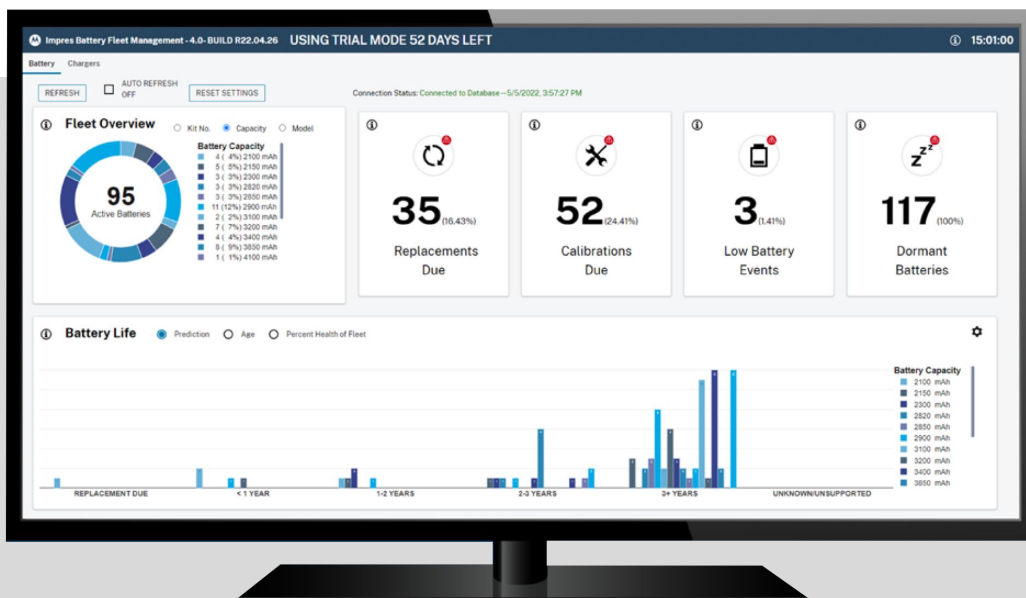 Impres Battery Fleet Management - 4.0- BUILD R22.04.26 USING TRIAL MODE 52 DAYS LEFT 15:01:00
Battery Chargers
REFRESH
AUTO REFRESH
OFF
RESET SETTINGS
Connection Status: Connected to Database--5/5/2022, 3:57:27 PM
Fleet Overview
Kit No. Capacity Model
95
Active Batteries
Battery Capacity
4 ( 4%) 2100 mAh
5 ( 5%) 2150 mAh
3 ( 3%) 2300 mAh
3 ( 3%) 2820 mAh
3 ( 3%) 2850 mAh
11 (12%) 2900 mAh
2 ( 2%) 3100 mAh
7 ( 7%) 3200 mAh
4 ( 4%) 3400 mAh
8 ( 9%) 3850 mAh
1 ( 1%) 4100 mAh
35 (16.43%)
Replacements
Due
52 (24.41%)
Calibrations
Due
3 (1.41%)
Low Battery
Events
z z z
117 (100%)
Dormant
Batteries
Battery Life
Prediction Age Percent Health of Fleet
Battery Capacity
2100 mAh
2150 mAh
2300 mAh
2820 mAh
2850 mAh
2900 mAh
3100 mAh
3200 mAh
3400 mAh
3850 mAh
REPLACEMENT DUE < 1 YEAR 1-2 YEARS 2-3 YEARS 3+ YEARS UNKNOWN/UNSUPPORTED